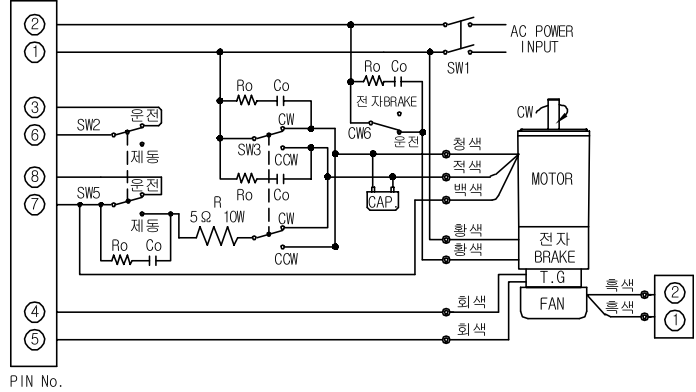 ②
①
③
⑥
⑧
⑦
④
⑤
PIN No.
AC POWER
INPUT
SW1
Ro Co
전자BRAKE
CW6
운전
Ro Co
CW
SW3
CCW
Ro Co
운전
SW2
제동
운전
SW5
제동
Ro Co
R
5Ω 10W
CW
CCW
CAP.
청색
적색
백색
황색
황색
회색
회색
CW
MOTOR
전자
BRAKE
T.G
FAN
흑색
흑색
②
①